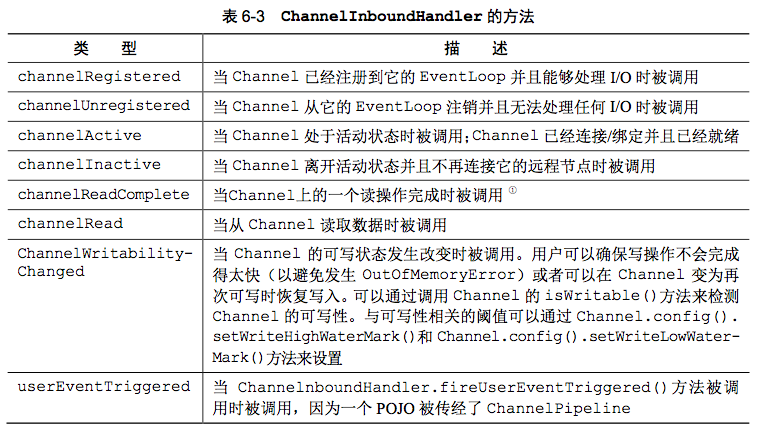 表 6-3 ChannelInboundHandler 的方法
类 型 描 述
channelRegistered 当 Channel 已经注册到它的 EventLoop 并且能够处理 I/O 时被调用
channelUnregistered 当 Channel 从它的 EventLoop 注销并且无法处理任何 I/O 时被调用
channelActive 当 Channel 处于活动状态时被调用；Channel 已经连接/绑定并且已经就绪
channelInactive 当 Channel 离开活动状态并且不再连接它的远程节点时被调用
channelReadComplete 当Channel上的一个读操作完成时被调用①
channelRead 当从 Channel 读取数据时被调用
ChannelWritability- 当 Channel 的可写状态发生改变时被调用。用户可以确保写操作不会完成
Changed 得太快（以避免发生 OutOfMemoryError）或者可以在 Channel 变为再
次可写时恢复写入。可以通过调用 Channel 的 isWritable()方法来检测
Channel 的可写性。与可写性相关的阈值可以通过 Channel.config().
setWriteHighWaterMark()和 Channel.config().setWriteLowWater-
Mark()方法来设置
userEventTriggered 当 ChannelnboundHandler.fireUserEventTriggered()方法被调
用时被调用，因为一个 POJO 被传经了 ChannelPipeline